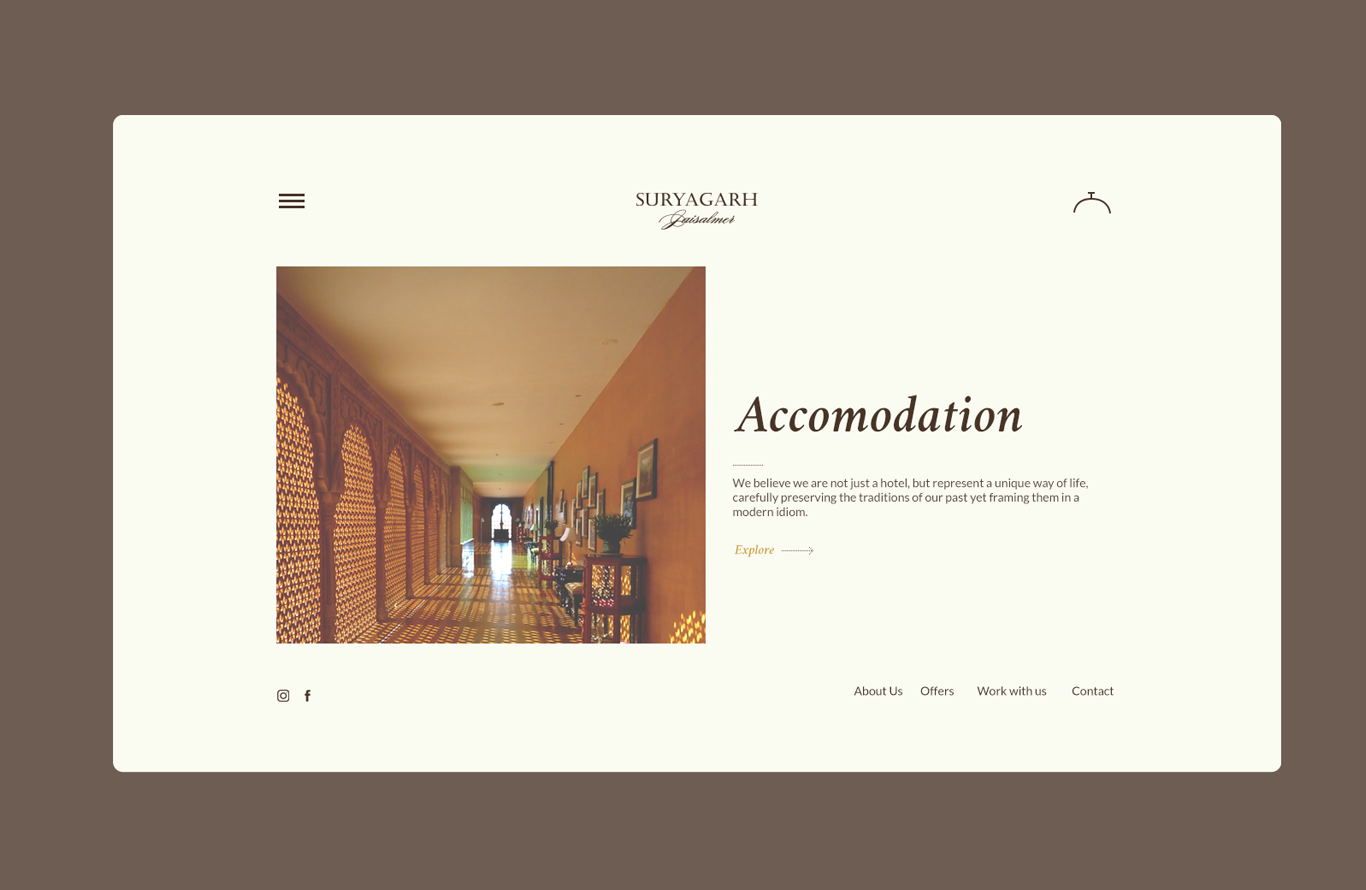 SURYAGARH
Jaisalmer
Accomodation
We believe we are not just a hotel, but represent a unique way of life,
carefully preserving the traditions of our past yet framing them in a
modern idiom.
Explore
About Us Offers Work with us Contact